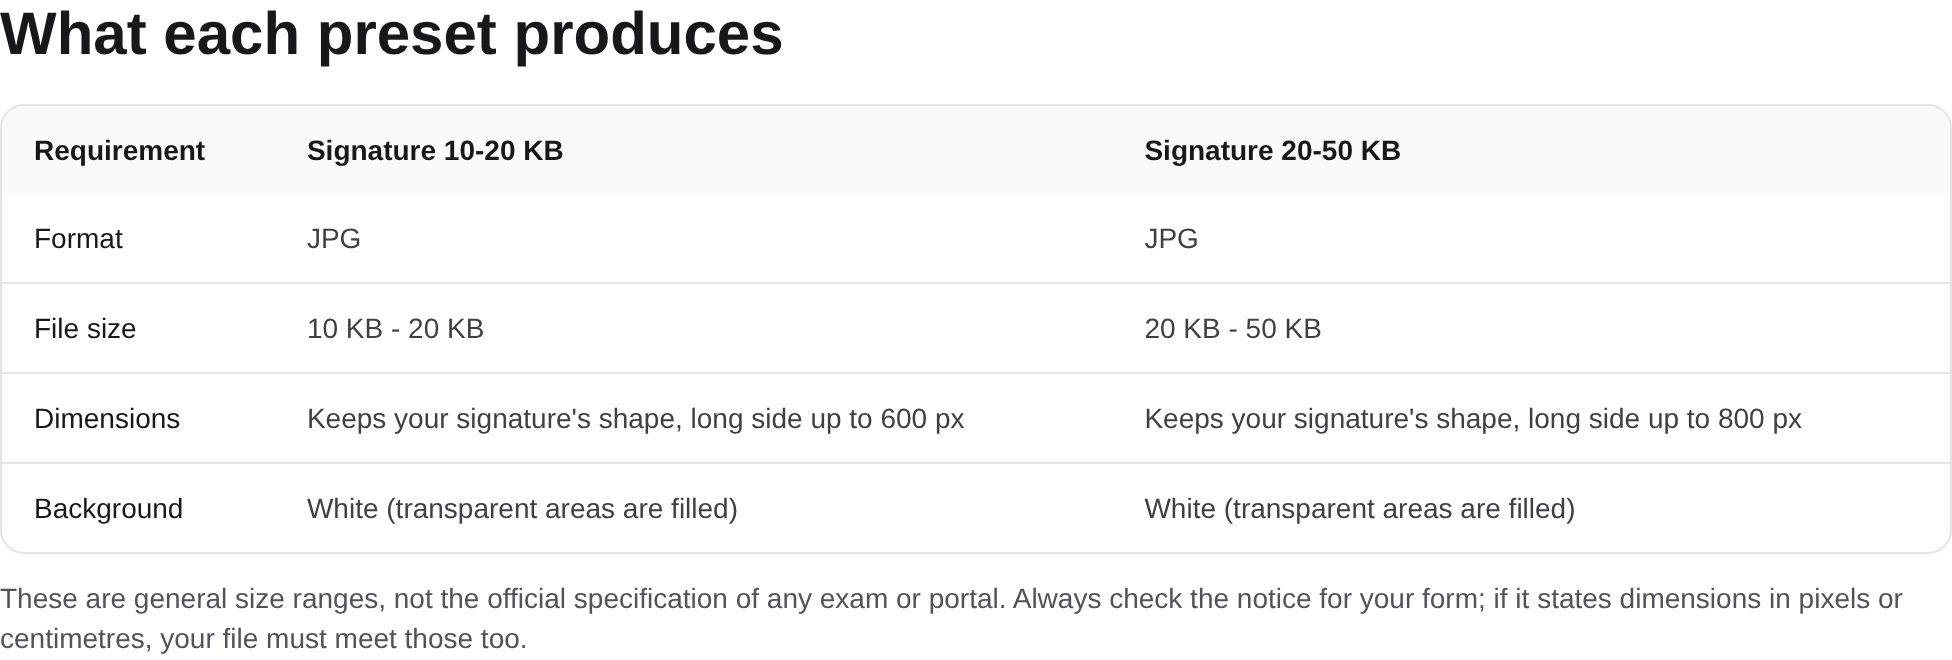 What each preset produces
Requirement Signature 10-20 KB Signature 20-50 KB
Format JPG JPG
File size 10 KB - 20 KB 20 KB - 50 KB
Dimensions Keeps your signature's shape, long side up to 600 px Keeps your signature's shape, long side up to 800 px
Background White (transparent areas are filled) White (transparent areas are filled)
These are general size ranges, not the official specification of any exam or portal. Always check the notice for your form; if it states dimensions in pixels or
centimetres, your file must meet those too.